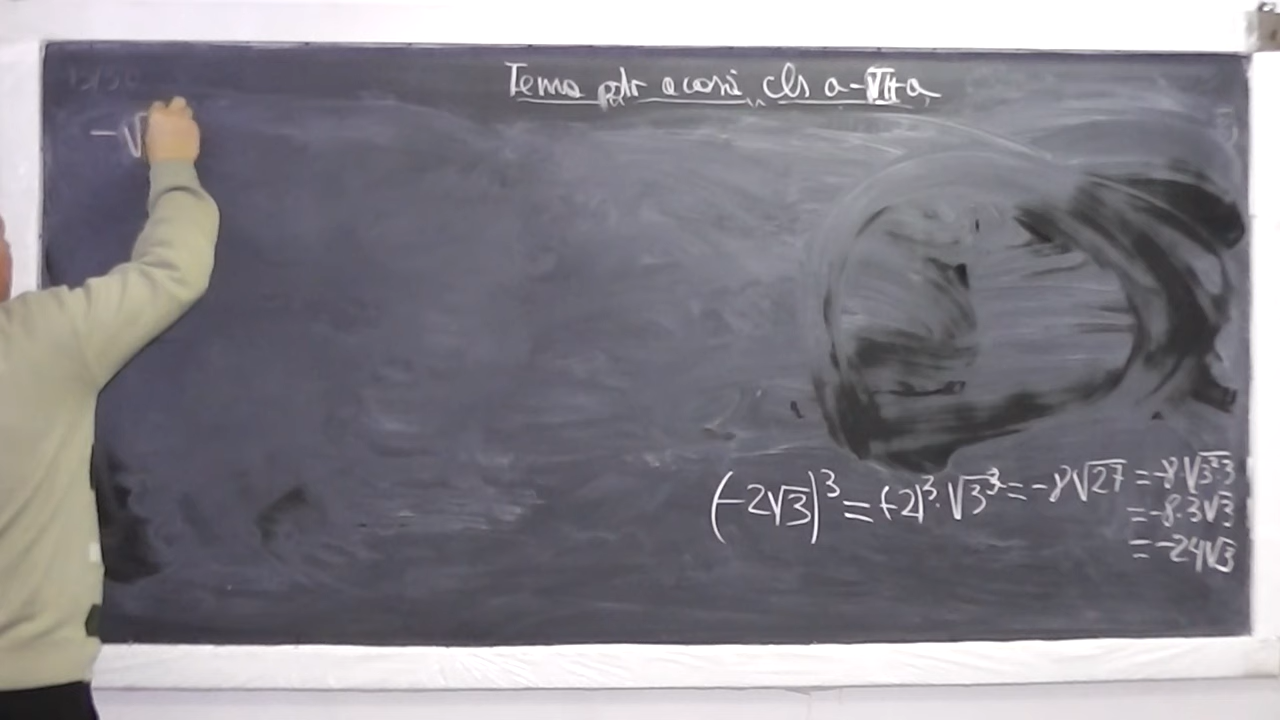 Tema ptr acasă cls a-VII-a
-√
(-2√3)³ = (-2)³·√3³ = -8√27 = -8√3²·3
= -8·3√3
= -24√3